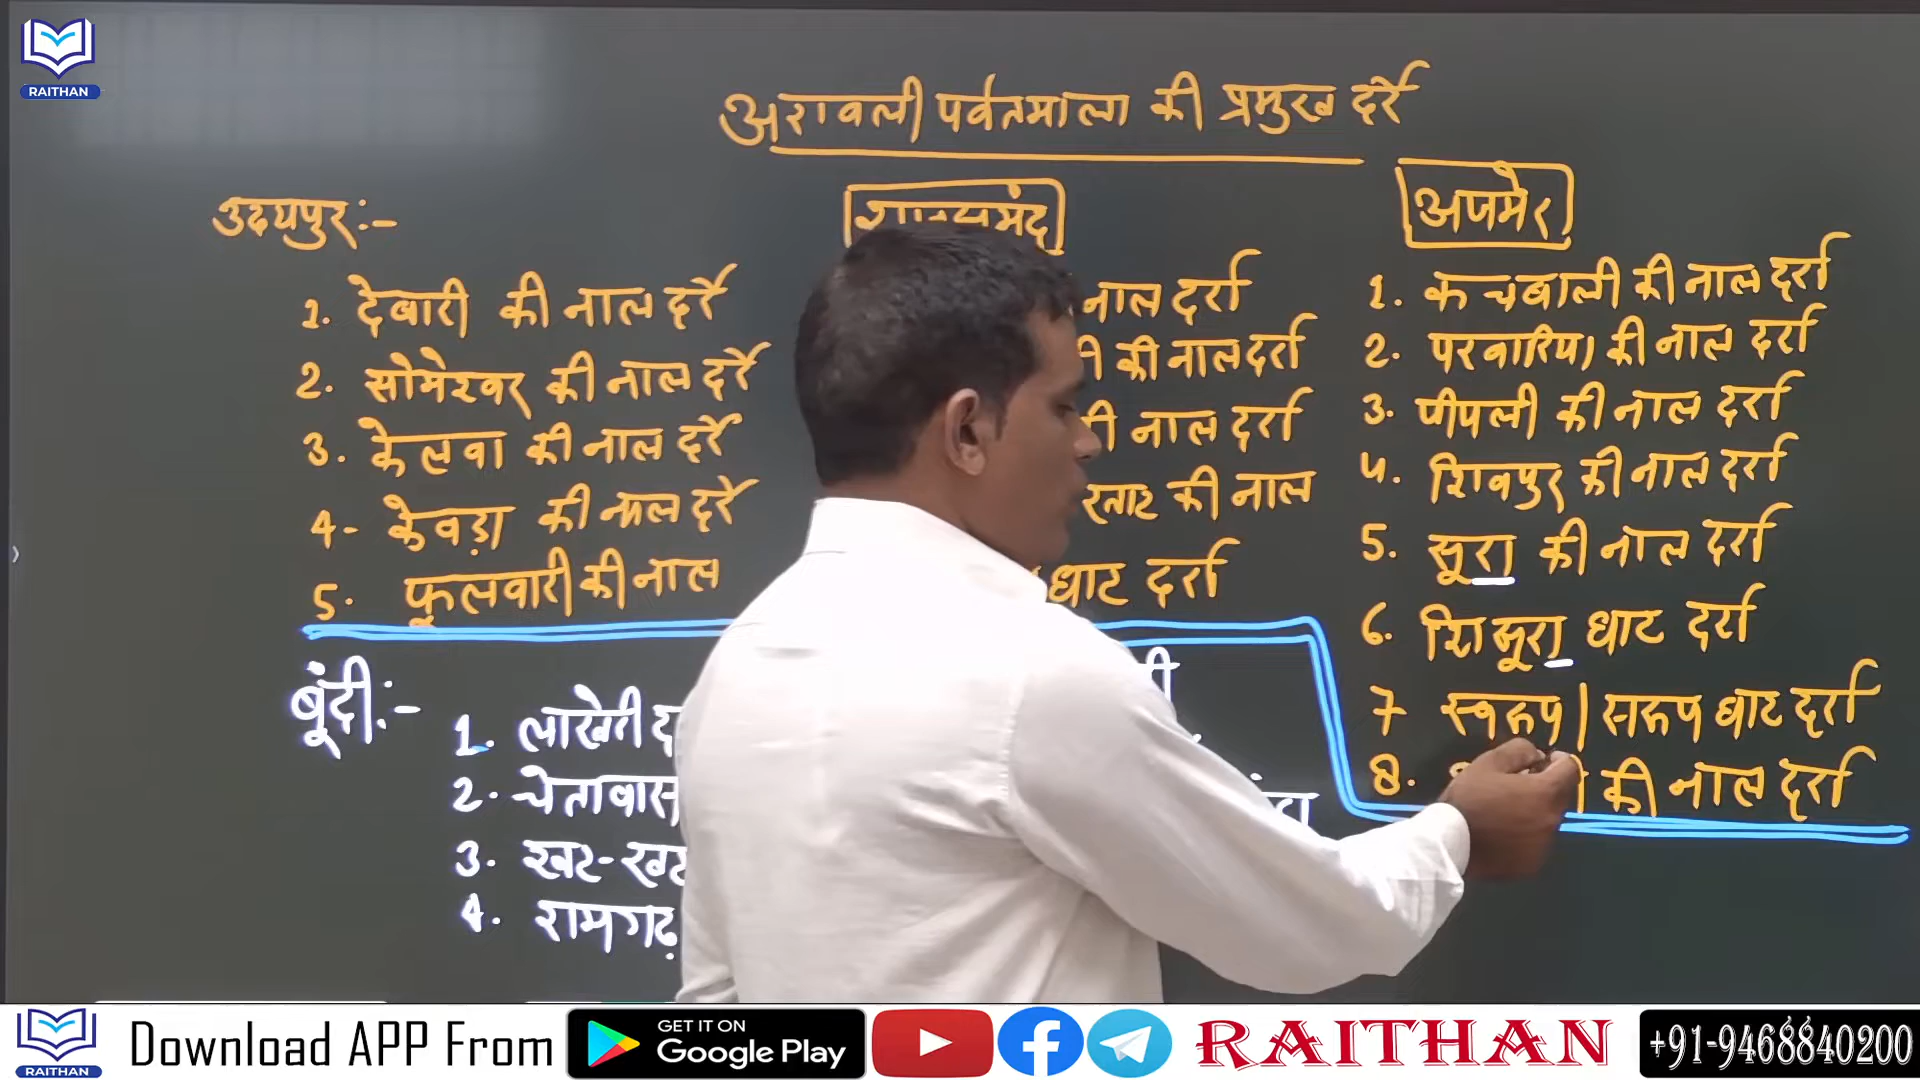 RAITHAN
अरावली पर्वतमाला की प्रमुख दर्रे
उदयपुर:-
1. देबारी की नाल दर्रे
2. सोमेश्वर की नाल दर्रे
3. केलवा की नाल दर्रे
4- केवड़ा की नाल दर्रे
5. फूलवारी की नाल
नाल दर्रा
की नाल दर्रा
नाल दर्रा
की नाल
घाट दर्रा
अजमेर
1. कचबाली की नाल दर्रा
2. परवारिया की नाल दर्रा
3. पीपली की नाल दर्रा
4. शिवपुर की नाल दर्रा
5. सूरा की नाल दर्रा
6. शिसूरा घाट दर्रा
7 स्वरूप | सरूप घाट दर्रा
8. की नाल दर्रा
बूंदी:-
1. लाखेरी
2. चेतावास
3. खट-खट
4. रामगढ़
RAITHAN
Download APP From
GET IT ON
Google Play
RAITHAN
+91-9468840200